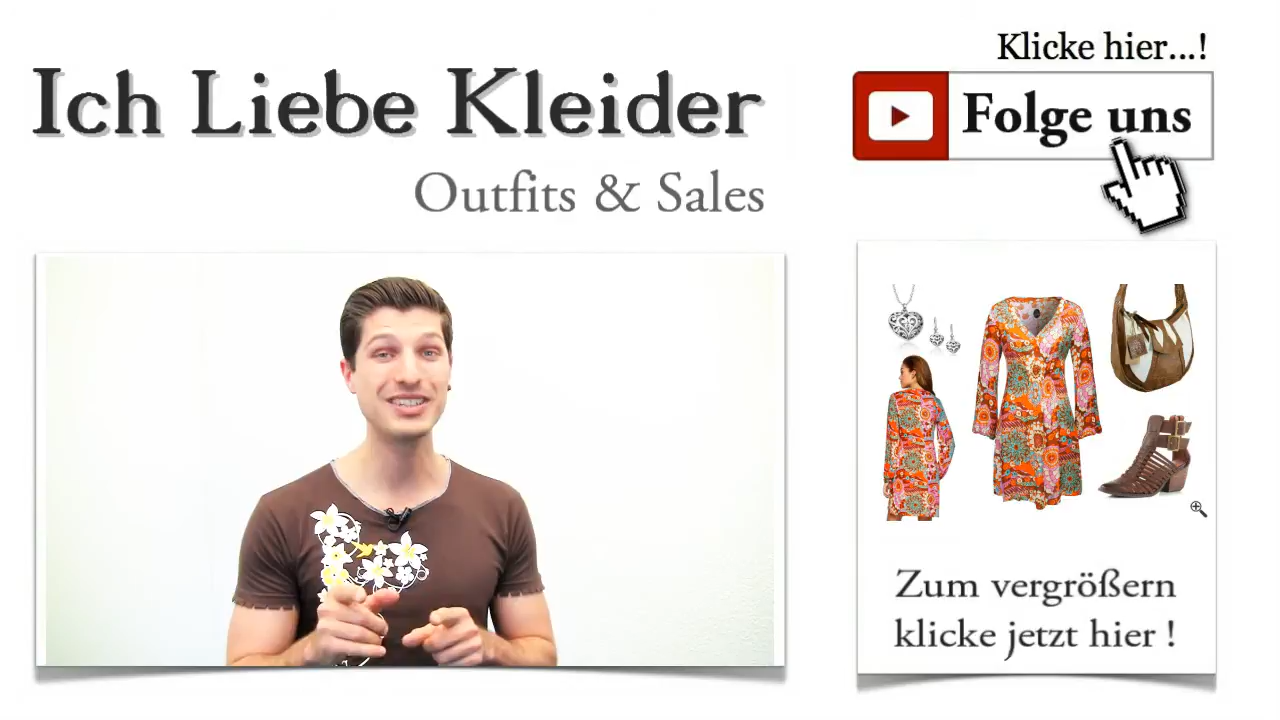 Ich Liebe Kleider
Outfits & Sales
Klicke hier...!
Folge uns
Zum vergrößern
klicke jetzt hier !